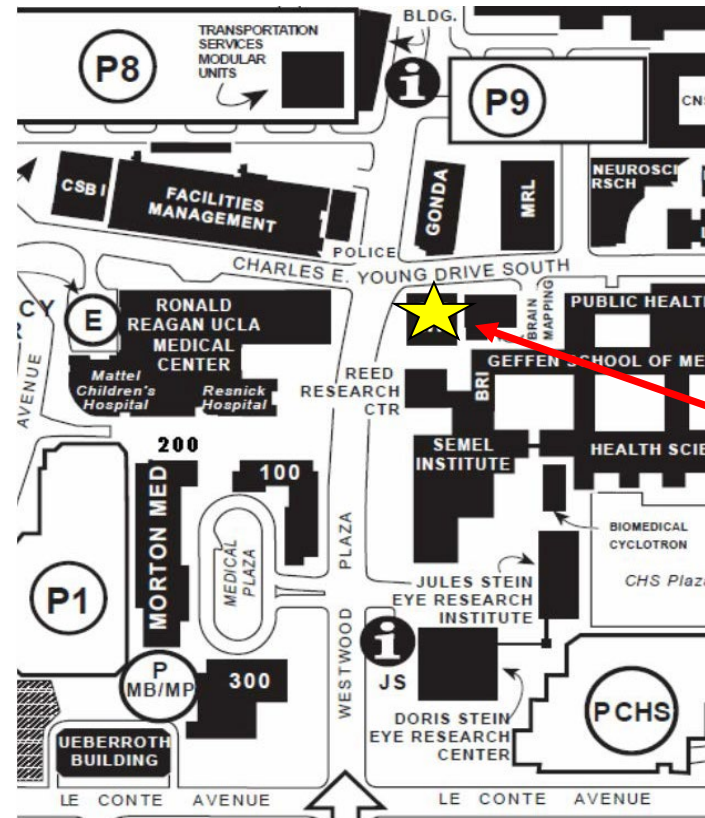 BLDG.
TRANSPORTATION
SERVICES
MODULAR
UNITS
P8
i
P9
CNS
CSB I
FACILITIES
MANAGEMENT
GONDA
MRL
NEUROSCI
RSCH
POLICE
CHARLES E. YOUNG DRIVE SOUTH
CY
E
RONALD
REAGAN UCLA
MEDICAL
CENTER
Mattel
Children's
Hospital
Resnick
Hospital
AVENUE
BRAIN
MAPPING
PUBLIC HEALTH
GEFFEN SCHOOL OF ME
REED
RESEARCH
CTR
BRI
SEMEL
INSTITUTE
HEALTH SCIE
200
100
MORTON MED
MEDICAL
PLAZA
P1
WESTWOOD PLAZA
BIOMEDICAL
CYCLOTRON
CHS Plaza
JULES STEIN
EYE RESEARCH
INSTITUTE
i
JS
P
MB/MP
300
P CHS
DORIS STEIN
EYE RESEARCH
CENTER
UEBERROTH
BUILDING
LE CONTE AVENUE
LE CONTE AVENUE